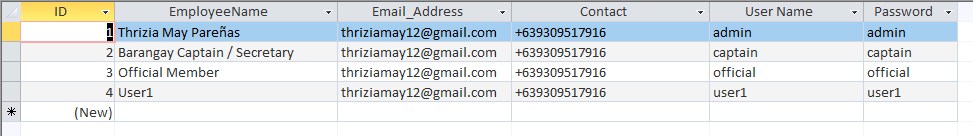 ID EmployeeName Email_Address Contact User Name Password
1 Thrizia May Pareñas thriziamay12@gmail.com +639309517916 admin admin
2 Barangay Captain / Secretary thriziamay12@gmail.com +639309517916 captain captain
3 Official Member thriziamay12@gmail.com +639309517916 official official
4 User1 thriziamay12@gmail.com +639309517916 user1 user1
(New)